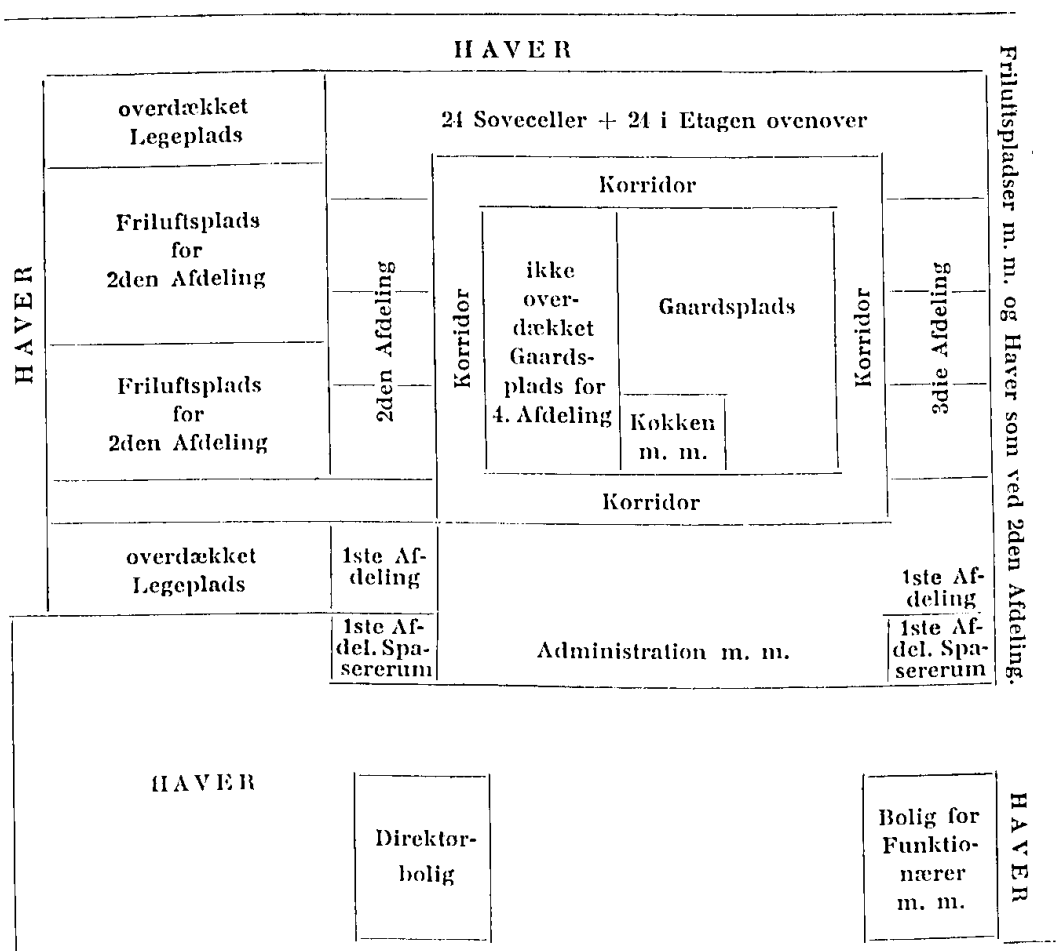 HAVER
overdækket
Legeplads
24 Soveceller + 24 i Etagen ovenover
Korridor
Friluftsplads
for
2den Afdeling
HAVER
2den Afdeling
Korridor
ikke
over-
dækket
Gaards-
plads for
4. Afdeling
Gaardsplads
Korridor
3die Afdeling
Friluftspladser m. m. og Haver som ved 2den Afdeling.
Friluftsplads
for
2den Afdeling
Køkken
m. m.
Korridor
overdækket
Legeplads
1ste Af-
deling
1ste Af-
deling
1ste Af-
del. Spa-
sererum
Administration m. m.
1ste Af-
del. Spa-
sererum
HAVER
Direktør-
bolig
Bolig for
Funktio-
nærer
m. m.
HAVER